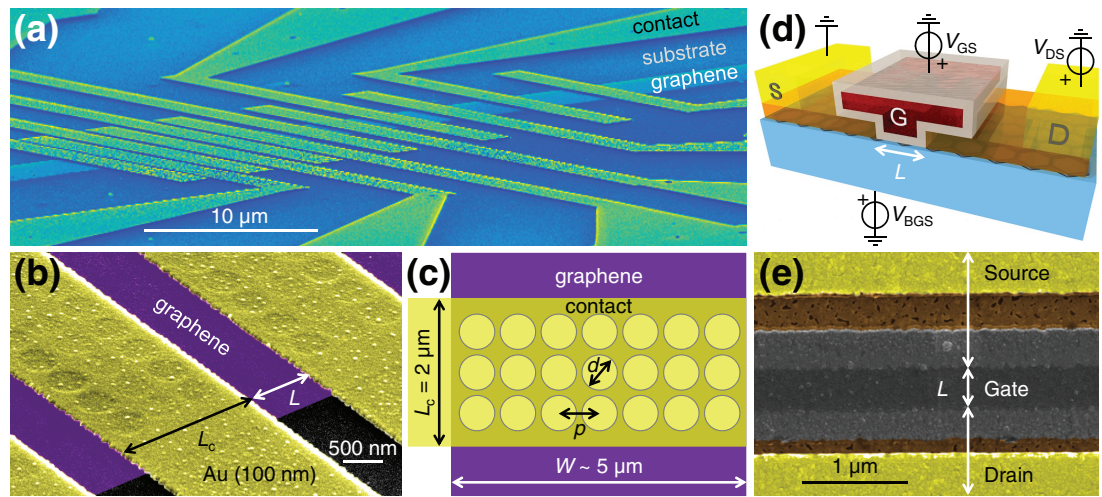 (a)
contact
substrate
graphene
10 µm
(d)
V_GS
V_DS
S
G
D
L
V_BGS
(b)
graphene
L
L_c
500 nm
Au (100 nm)
(c)
graphene
contact
L_c = 2 µm
d
p
W ~ 5 µm
(e)
Source
L
Gate
1 µm
Drain